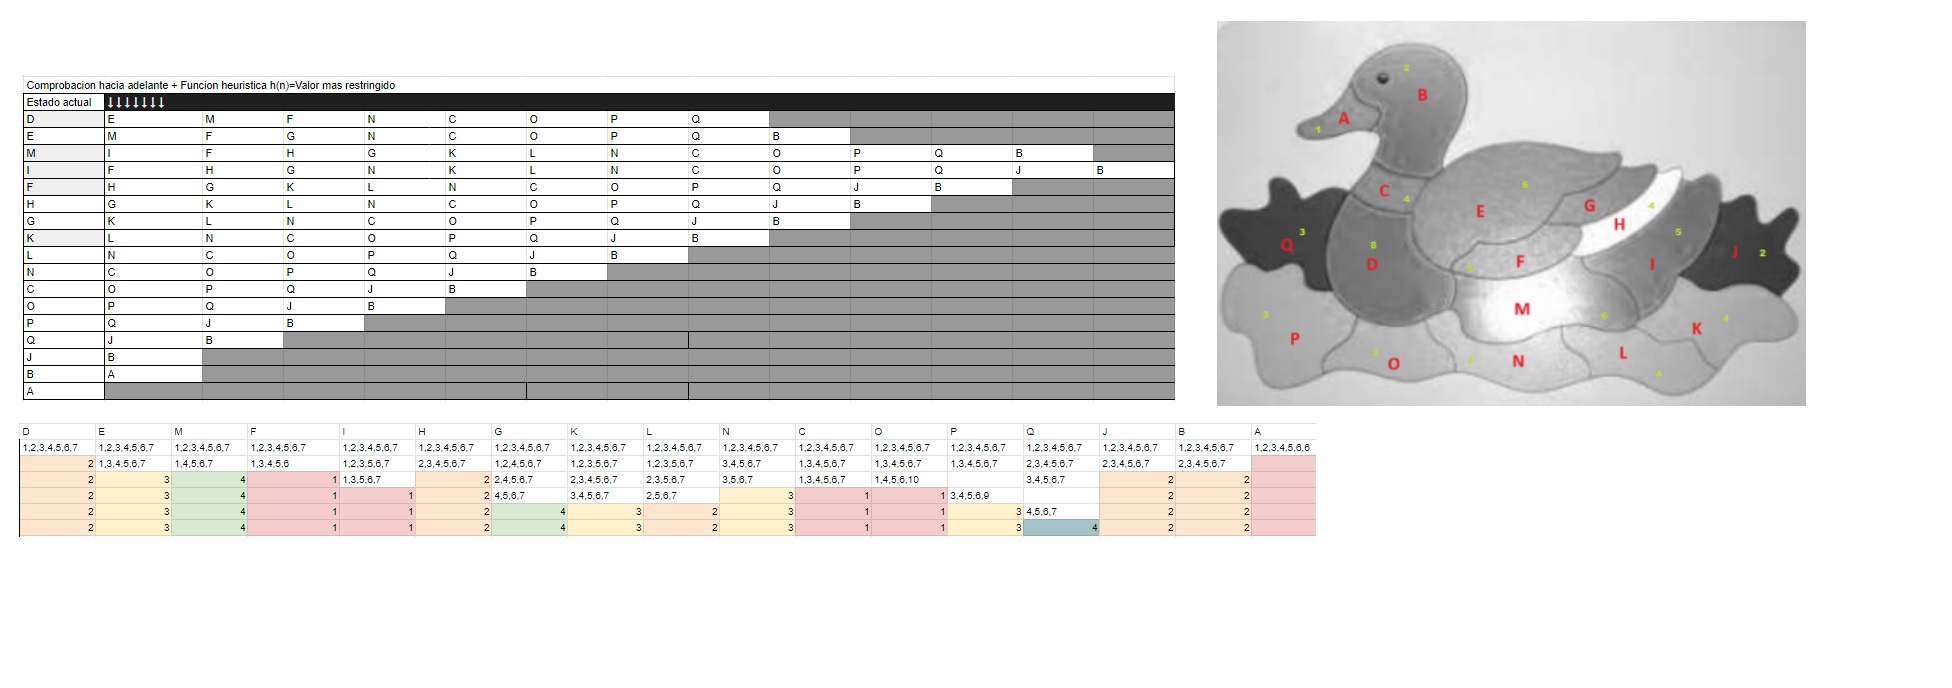 Comprobacion hacia adelante + Funcion heuristica h(n)=Valor mas restringido
Estado actual ↓↓↓↓↓↓↓
D E M F N C O P Q
E M F G N C O P Q B
M I F H G K L N C O P Q B
I F H G N K L N C O P Q J B
F H G K L N C O P Q J B
H G K L N C O P Q J B
G K L N C O P Q J B
K L N C O P Q J B
L N C O P Q J B
N C O P Q J B
C O P Q J B
O P Q J B
P Q J B
Q J B
J B
B A
A
2
B
A
1
C
4
6
E
G
4
H
Q
3
8
D
F
5
I
J
2
3
P
M
6
4
K
3
O
N
L
4
D E M F I H G K L N C O P Q J B A
1,2,3,4,5,6,7 1,2,3,4,5,6,7 1,2,3,4,5,6,7 1,2,3,4,5,6,7 1,2,3,4,5,6,7 1,2,3,4,5,6,7 1,2,3,4,5,6,7 1,2,3,4,5,6,7 1,2,3,4,5,6,7 1,2,3,4,5,6,7 1,2,3,4,5,6,7 1,2,3,4,5,6,7 1,2,3,4,5,6,7 1,2,3,4,5,6,7 1,2,3,4,5,6,7 1,2,3,4,5,6,7 1,2,3,4,5,6,6
2 1,3,4,5,6,7 1,4,5,6,7 1,3,4,5,6 1,2,3,5,6,7 2,3,4,5,6,7 1,2,4,5,6,7 1,2,3,5,6,7 1,2,3,5,6,7 3,4,5,6,7 1,3,4,5,6,7 1,3,4,5,6,7 1,3,4,5,6,7 2,3,4,5,6,7 2,3,4,5,6,7 2,3,4,5,6,7
2 3 4 1 1,3,5,6,7 2 2,4,5,6,7 2,3,4,5,6,7 2,3,5,6,7 3,5,6,7 1,3,4,5,6,7 1,4,5,6,10 3,4,5,6,7 2 2
2 3 4 1 1 2 4,5,6,7 3,4,5,6,7 2,5,6,7 3 1 1 3,4,5,6,9 2 2
2 3 4 1 1 2 4 3 2 3 1 1 3 4,5,6,7 2 2
2 3 4 1 1 2 4 3 2 3 1 1 3 4 2 2